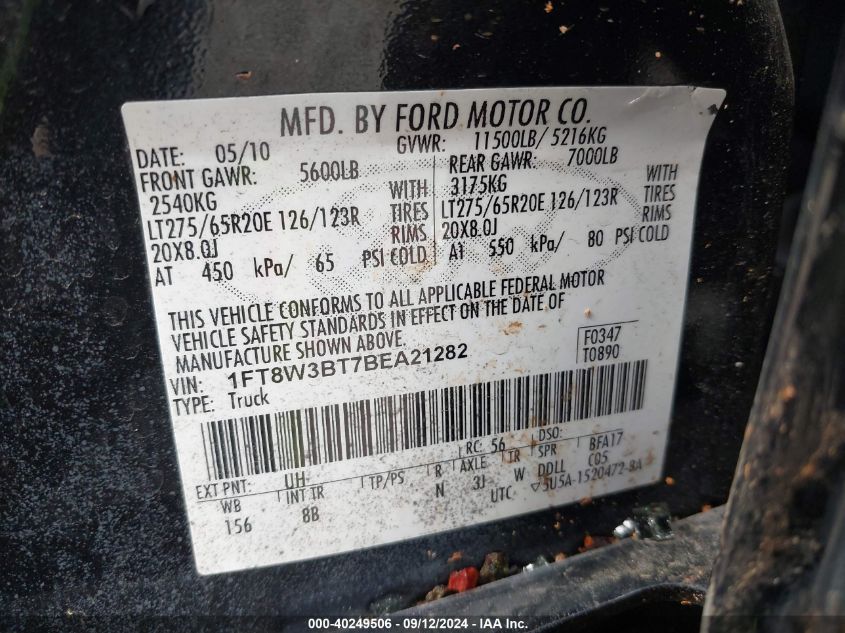 MFD. BY FORD MOTOR CO.
DATE: 05/10 GVWR: 11500LB/ 5216KG
FRONT GAWR: 5600LB REAR GAWR: 7000LB
2540KG WITH 3175KG WITH
LT275/65R20E 126/123R TIRES LT275/65R20E 126/123R TIRES
20X8.0J RIMS 20X8.0J RIMS
AT 450 kPa/ 65 PSI COLD AT 550 kPa/ 80 PSI COLD
THIS VEHICLE CONFORMS TO ALL APPLICABLE FEDERAL MOTOR
VEHICLE SAFETY STANDARDS IN EFFECT ON THE DATE OF
MANUFACTURE SHOWN ABOVE.
F0347
VIN: 1FT8W3BT7BEA21282 T0890
TYPE: Truck
EXT PNT: UH: RC: 56 DSO:
WB INT TR TP/PS R AXLE TR SPR BFA17
156 8B N 3J W DDLL C05
UTC 5U5A-1520472-BA
IMAGE: 000 - 40249506 - 09/12/2024 - IAA Inc.